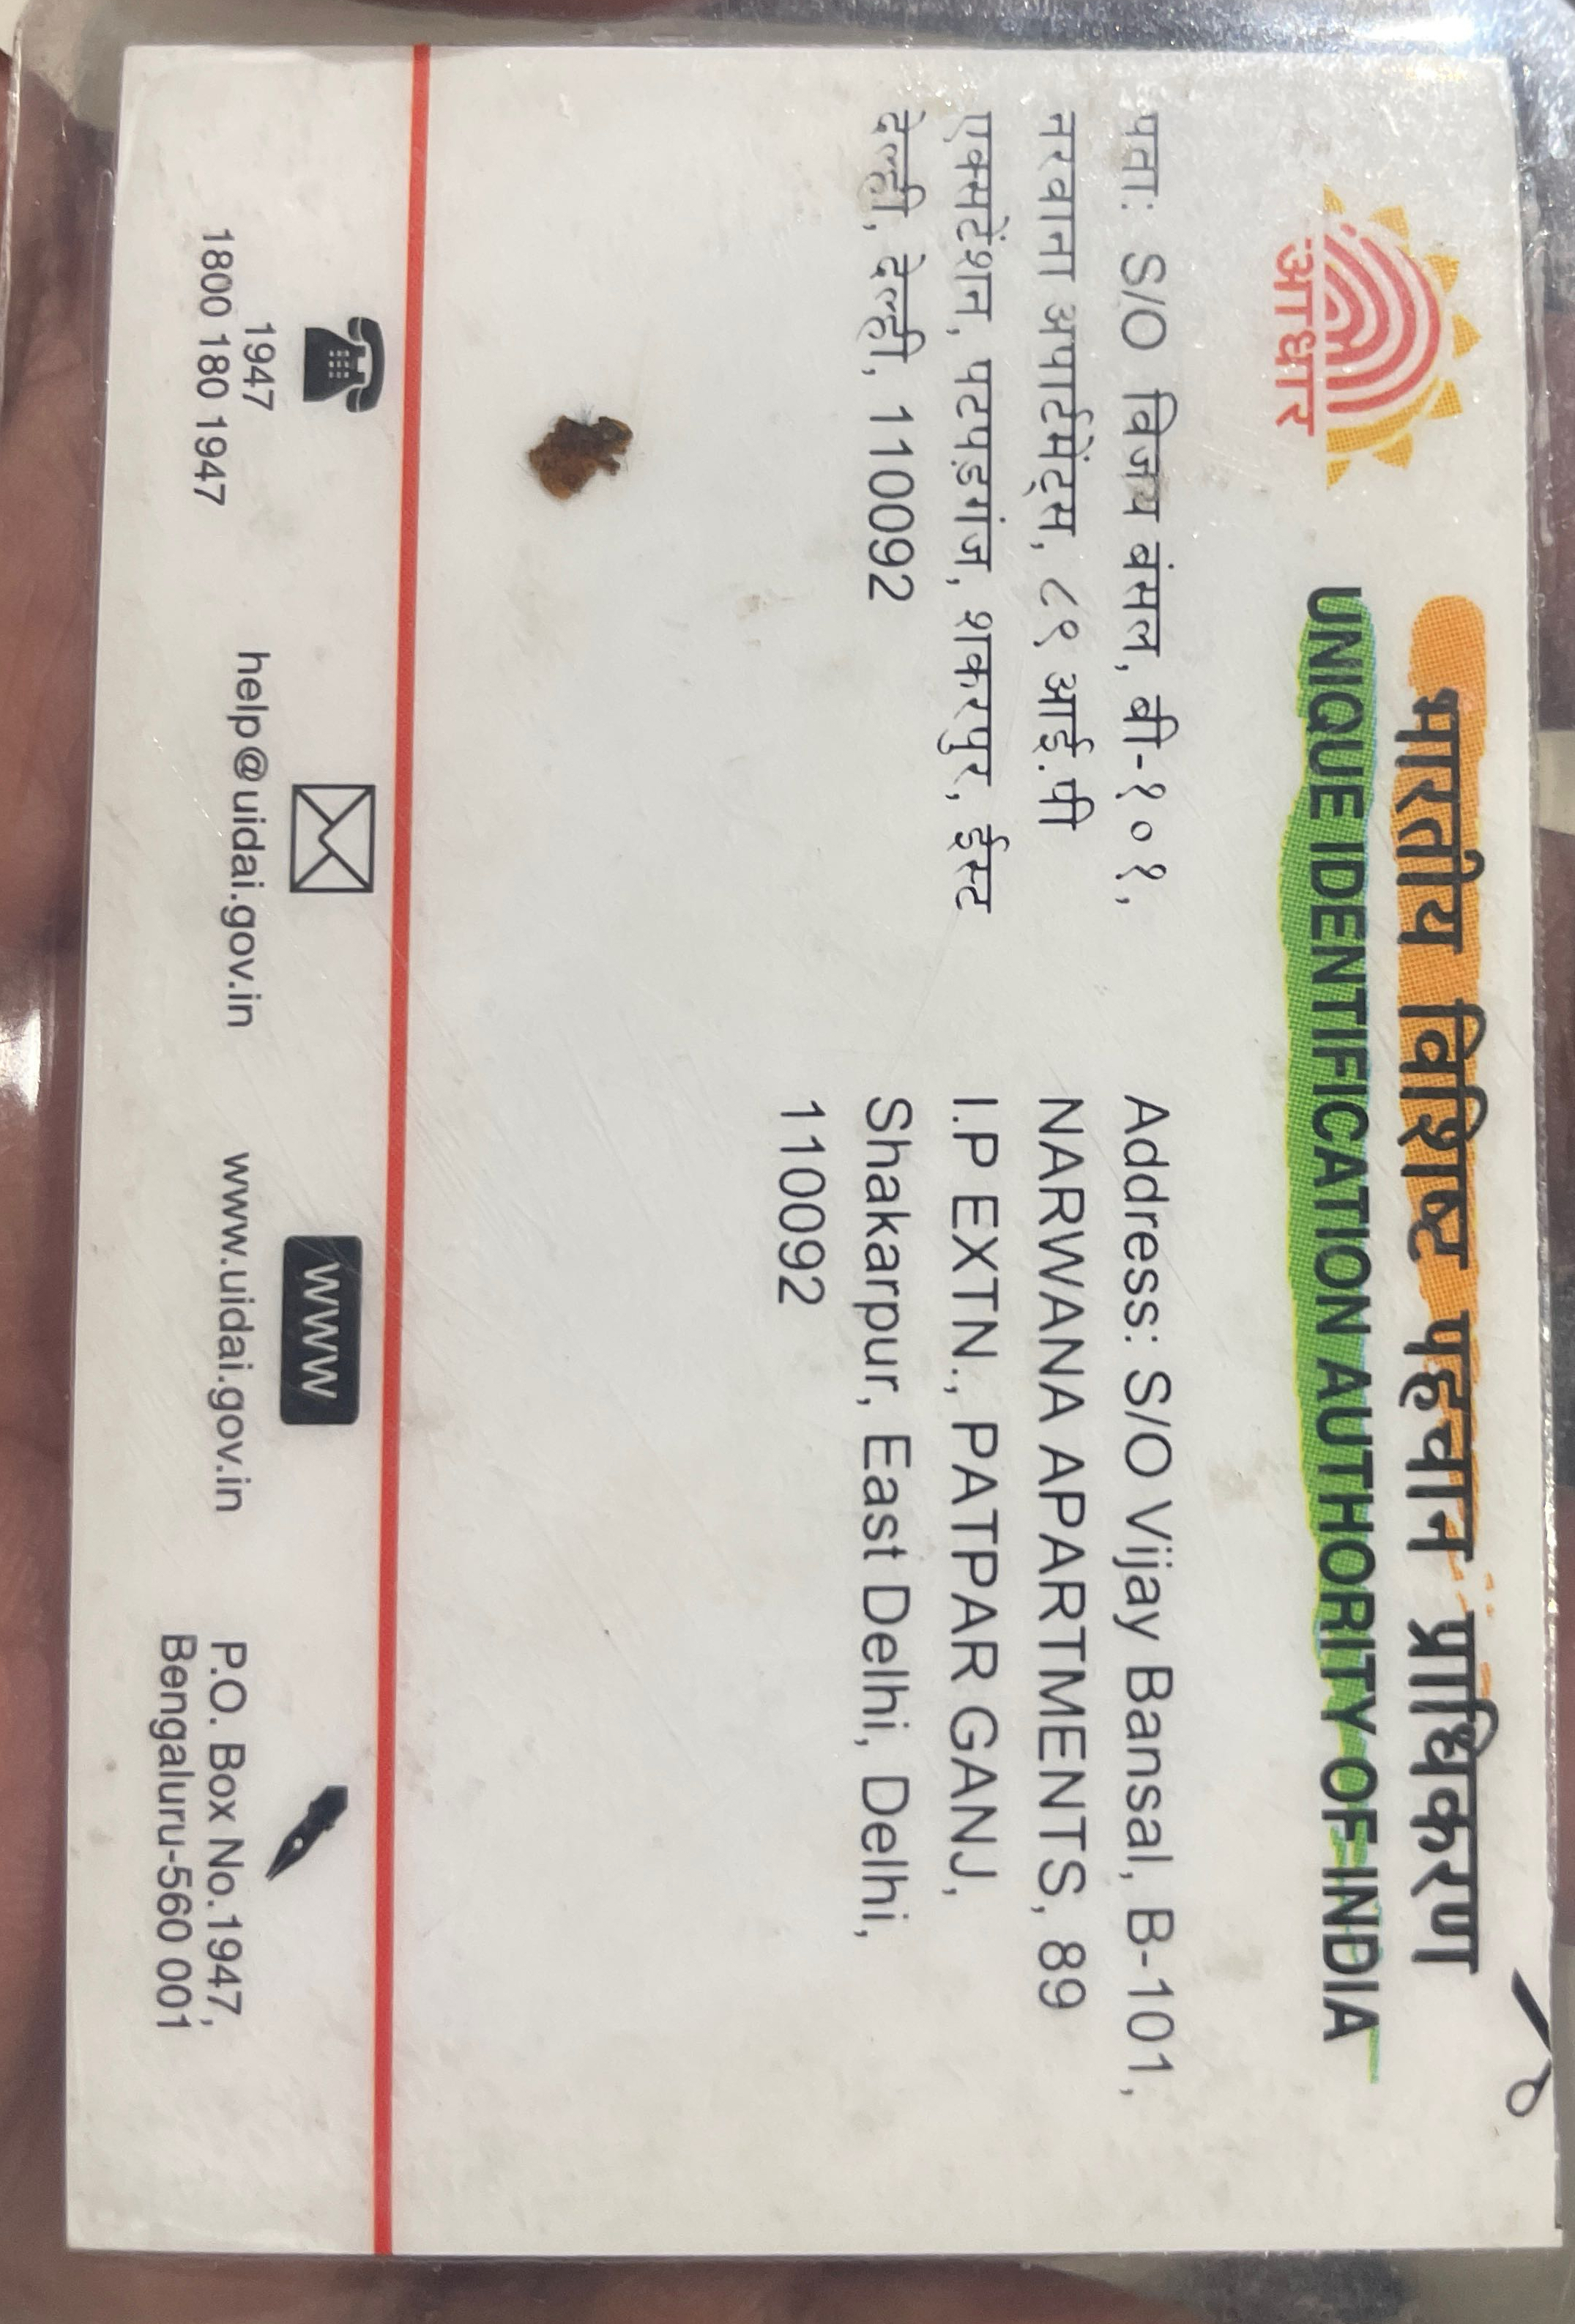 भारतीय विशिष्ट पहचान प्राधिकरण
UNIQUE IDENTIFICATION AUTHORITY OF INDIA
आधार
पता: S/O विजय बंसल, बी-१०१,
नरवाना अपार्टमेंट्स, ८९ आई.पी
एक्सटेंशन, पटपड़गंज, शकरपुर, ईस्ट
देल्ही, देल्ही, 110092
Address: S/O Vijay Bansal, B-101,
NARWANA APARTMENTS, 89
I.P EXTN., PATPAR GANJ,
Shakarpur, East Delhi, Delhi,
110092
1947
1800 180 1947
help@uidai.gov.in
www
www.uidai.gov.in
P.O. Box No.1947,
Bengaluru-560 001